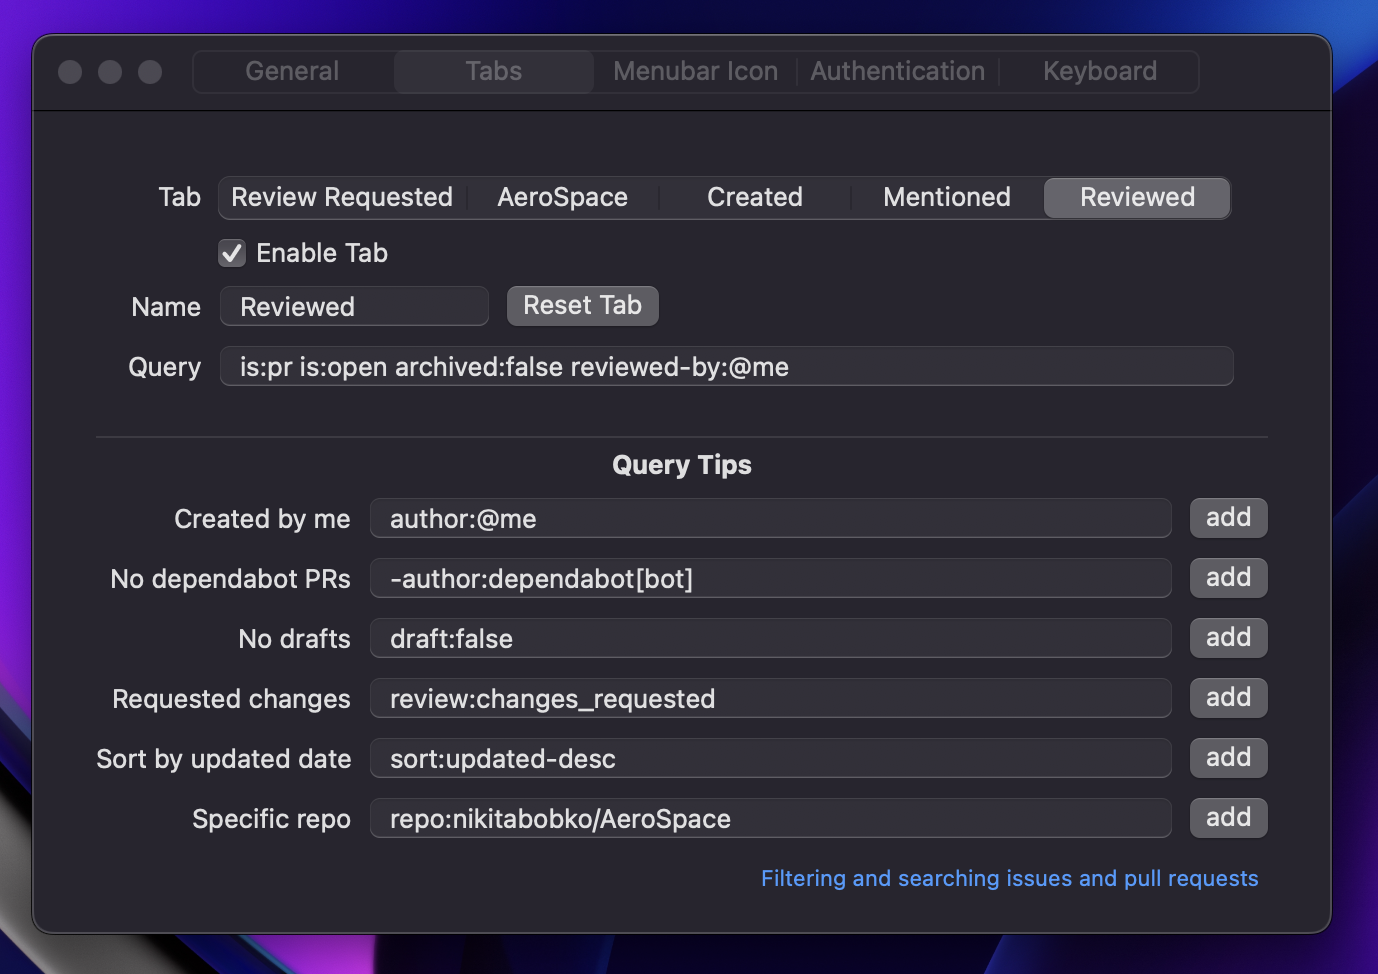 General Tabs Menubar Icon Authentication Keyboard
Tab Review Requested AeroSpace Created Mentioned Reviewed
Enable Tab
Name Reviewed Reset Tab
Query is:pr is:open archived:false reviewed-by:@me
Query Tips
Created by me author:@me add
No dependabot PRs -author:dependabot[bot] add
No drafts draft:false add
Requested changes review:changes_requested add
Sort by updated date sort:updated-desc add
Specific repo repo:nikitabobko/AeroSpace add
Filtering and searching issues and pull requests